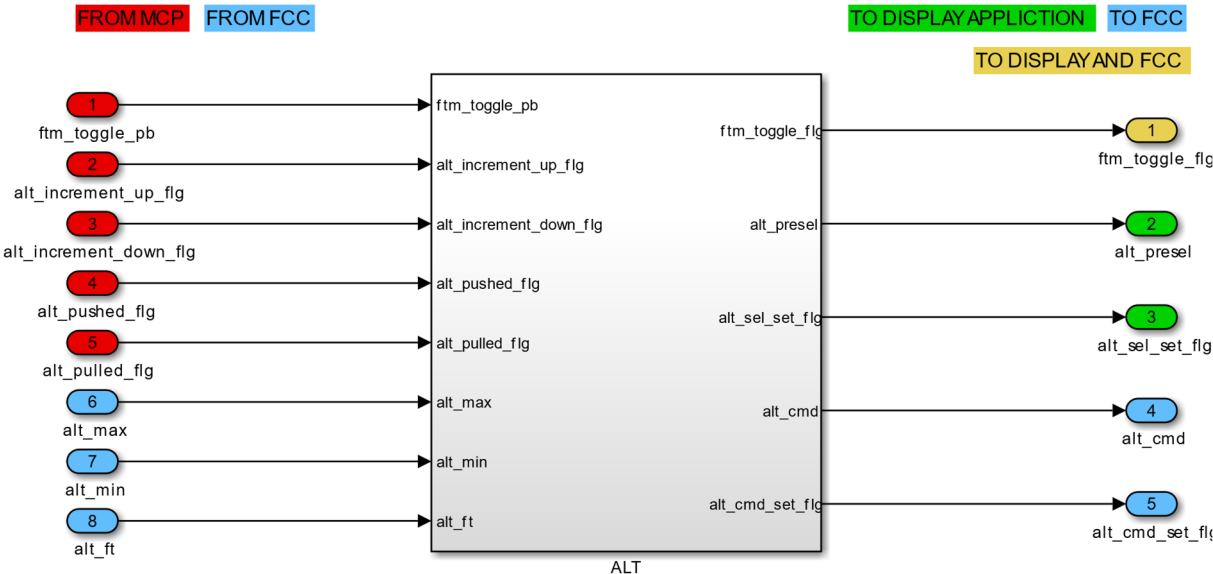 FROM MCP FROM FCC TO DISPLAY APPLICTION TO FCC
TO DISPLAY AND FCC
1 ftm_toggle_pb
ftm_toggle_pb
ftm_toggle_flg 1
ftm_toggle_flg
2 alt_increment_up_flg
alt_increment_up_flg
3 alt_increment_down_flg alt_presel 2
alt_increment_down_flg alt_presel
4 alt_pushed_flg
alt_pushed_flg
alt_sel_set_flg 3
5 alt_pulled_flg alt_sel_set_flg
alt_pulled_flg
6 alt_max alt_cmd 4
alt_max alt_cmd
7 alt_min
alt_min
alt_cmd_set_flg 5
8 alt_ft alt_cmd_set_flg
alt_ft
ALT